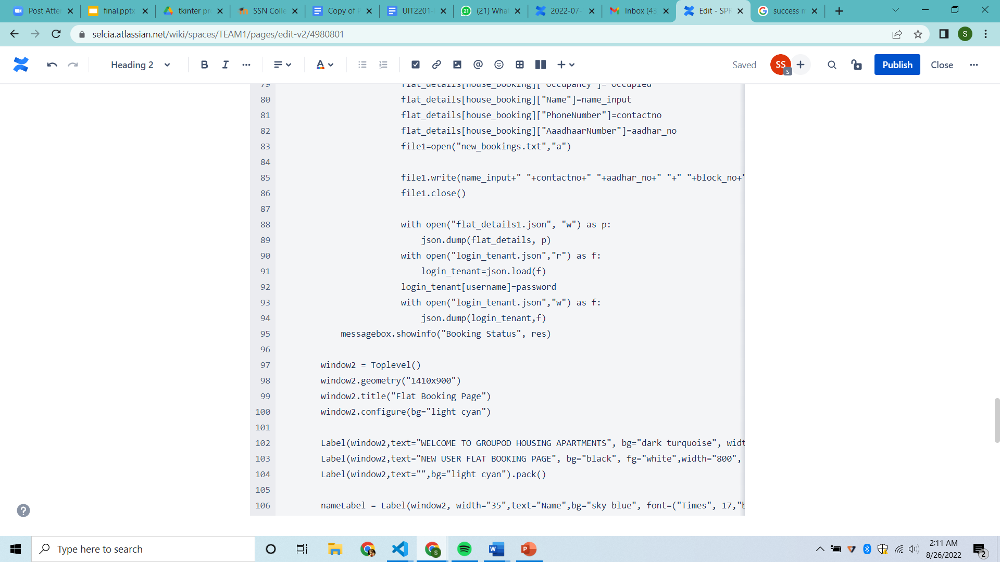 Post Atte
final.pptx
tkinter pr
SSN Colle
Copy of P
UIT2201-
21
(21) Wha
2022-07-
Inbox (43
Edit - SPR
success m
selcia.atlassian.net/wiki/spaces/TEAM1/pages/edit-v2/4980801
S
Heading 2
B I
A
@
Saved
SS
S
Publish
Close
79 flat_details[house_booking]["Occupancy"]="Occupied"
80 flat_details[house_booking]["Name"]=name_input
81 flat_details[house_booking]["PhoneNumber"]=contactno
82 flat_details[house_booking]["AaadhaarNumber"]=aadhar_no
83 file1=open("new_bookings.txt","a")
84
85 file1.write(name_input+" "+contactno+" "+aadhar_no+" "+" "+block_no+"
86 file1.close()
87
88 with open("flat_details1.json", "w") as p:
89 json.dump(flat_details, p)
90 with open("login_tenant.json","r") as f:
91 login_tenant=json.load(f)
92 login_tenant[username]=password
93 with open("login_tenant.json","w") as f:
94 json.dump(login_tenant,f)
95 messagebox.showinfo("Booking Status", res)
96
97 window2 = Toplevel()
98 window2.geometry("1410x900")
99 window2.title("Flat Booking Page")
100 window2.configure(bg="light cyan")
101
102 Label(window2,text="WELCOME TO GROUPOD HOUSING APARTMENTS", bg="dark turquoise", widt
103 Label(window2,text="NEW USER FLAT BOOKING PAGE", bg="black", fg="white",width="800",
104 Label(window2,text="",bg="light cyan").pack()
105
106 nameLabel = Label(window2, width="35",text="Name",bg="sky blue", font=("Times", 17,"b
?
Type here to search
S
W
P
2:11 AM
8/26/2022
2